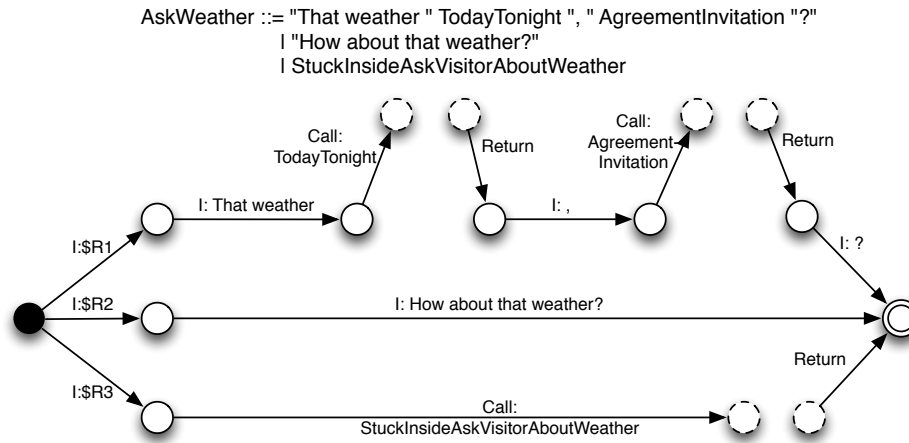 AskWeather ::= "That weather " TodayTonight ", " AgreementInvitation "?"
| "How about that weather?"
| StuckInsideAskVisitorAboutWeather
Call:
TodayTonight
Return
Call:
Agreement-
Invitation
Return
I: That weather
I: ,
I: ?
I:$R1
I:$R2
I: How about that weather?
I:$R3
Call:
StuckInsideAskVisitorAboutWeather
Return